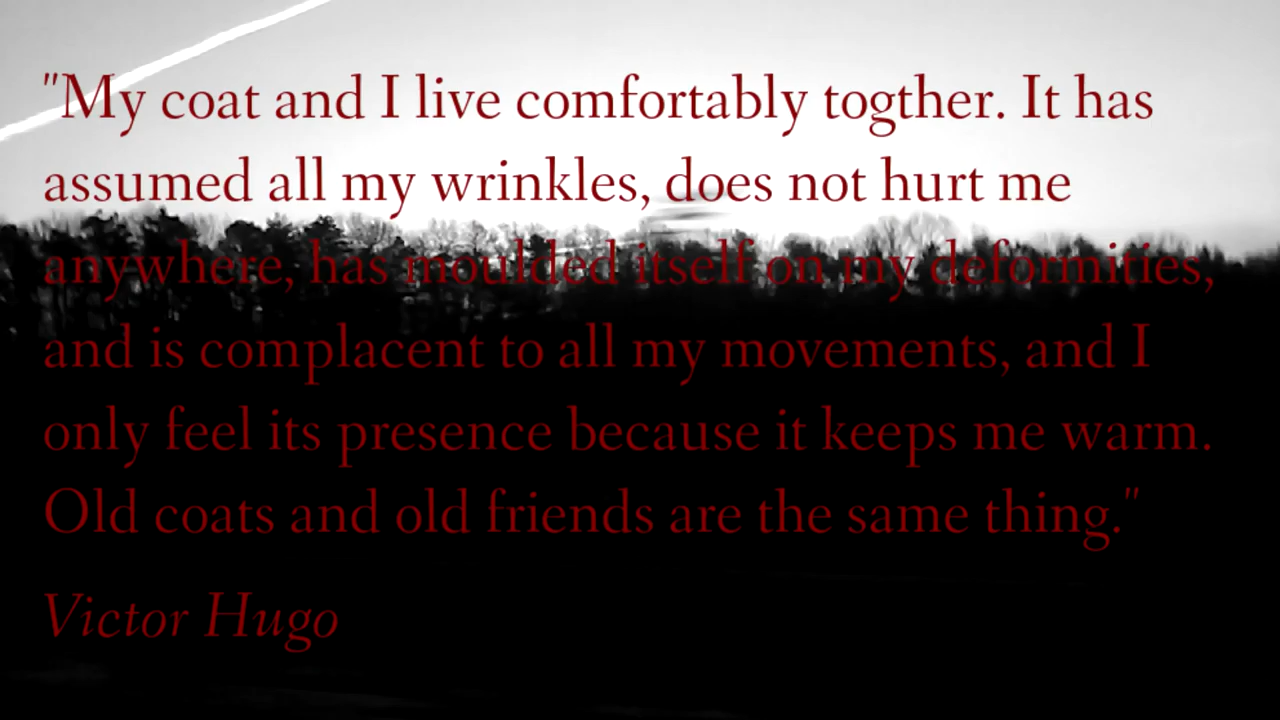 "My coat and I live comfortably togther. It has
assumed all my wrinkles, does not hurt me
anywhere, has moulded itself on my deformities,
and is complacent to all my movements, and I
only feel its presence because it keeps me warm.
Old coats and old friends are the same thing."
Victor Hugo